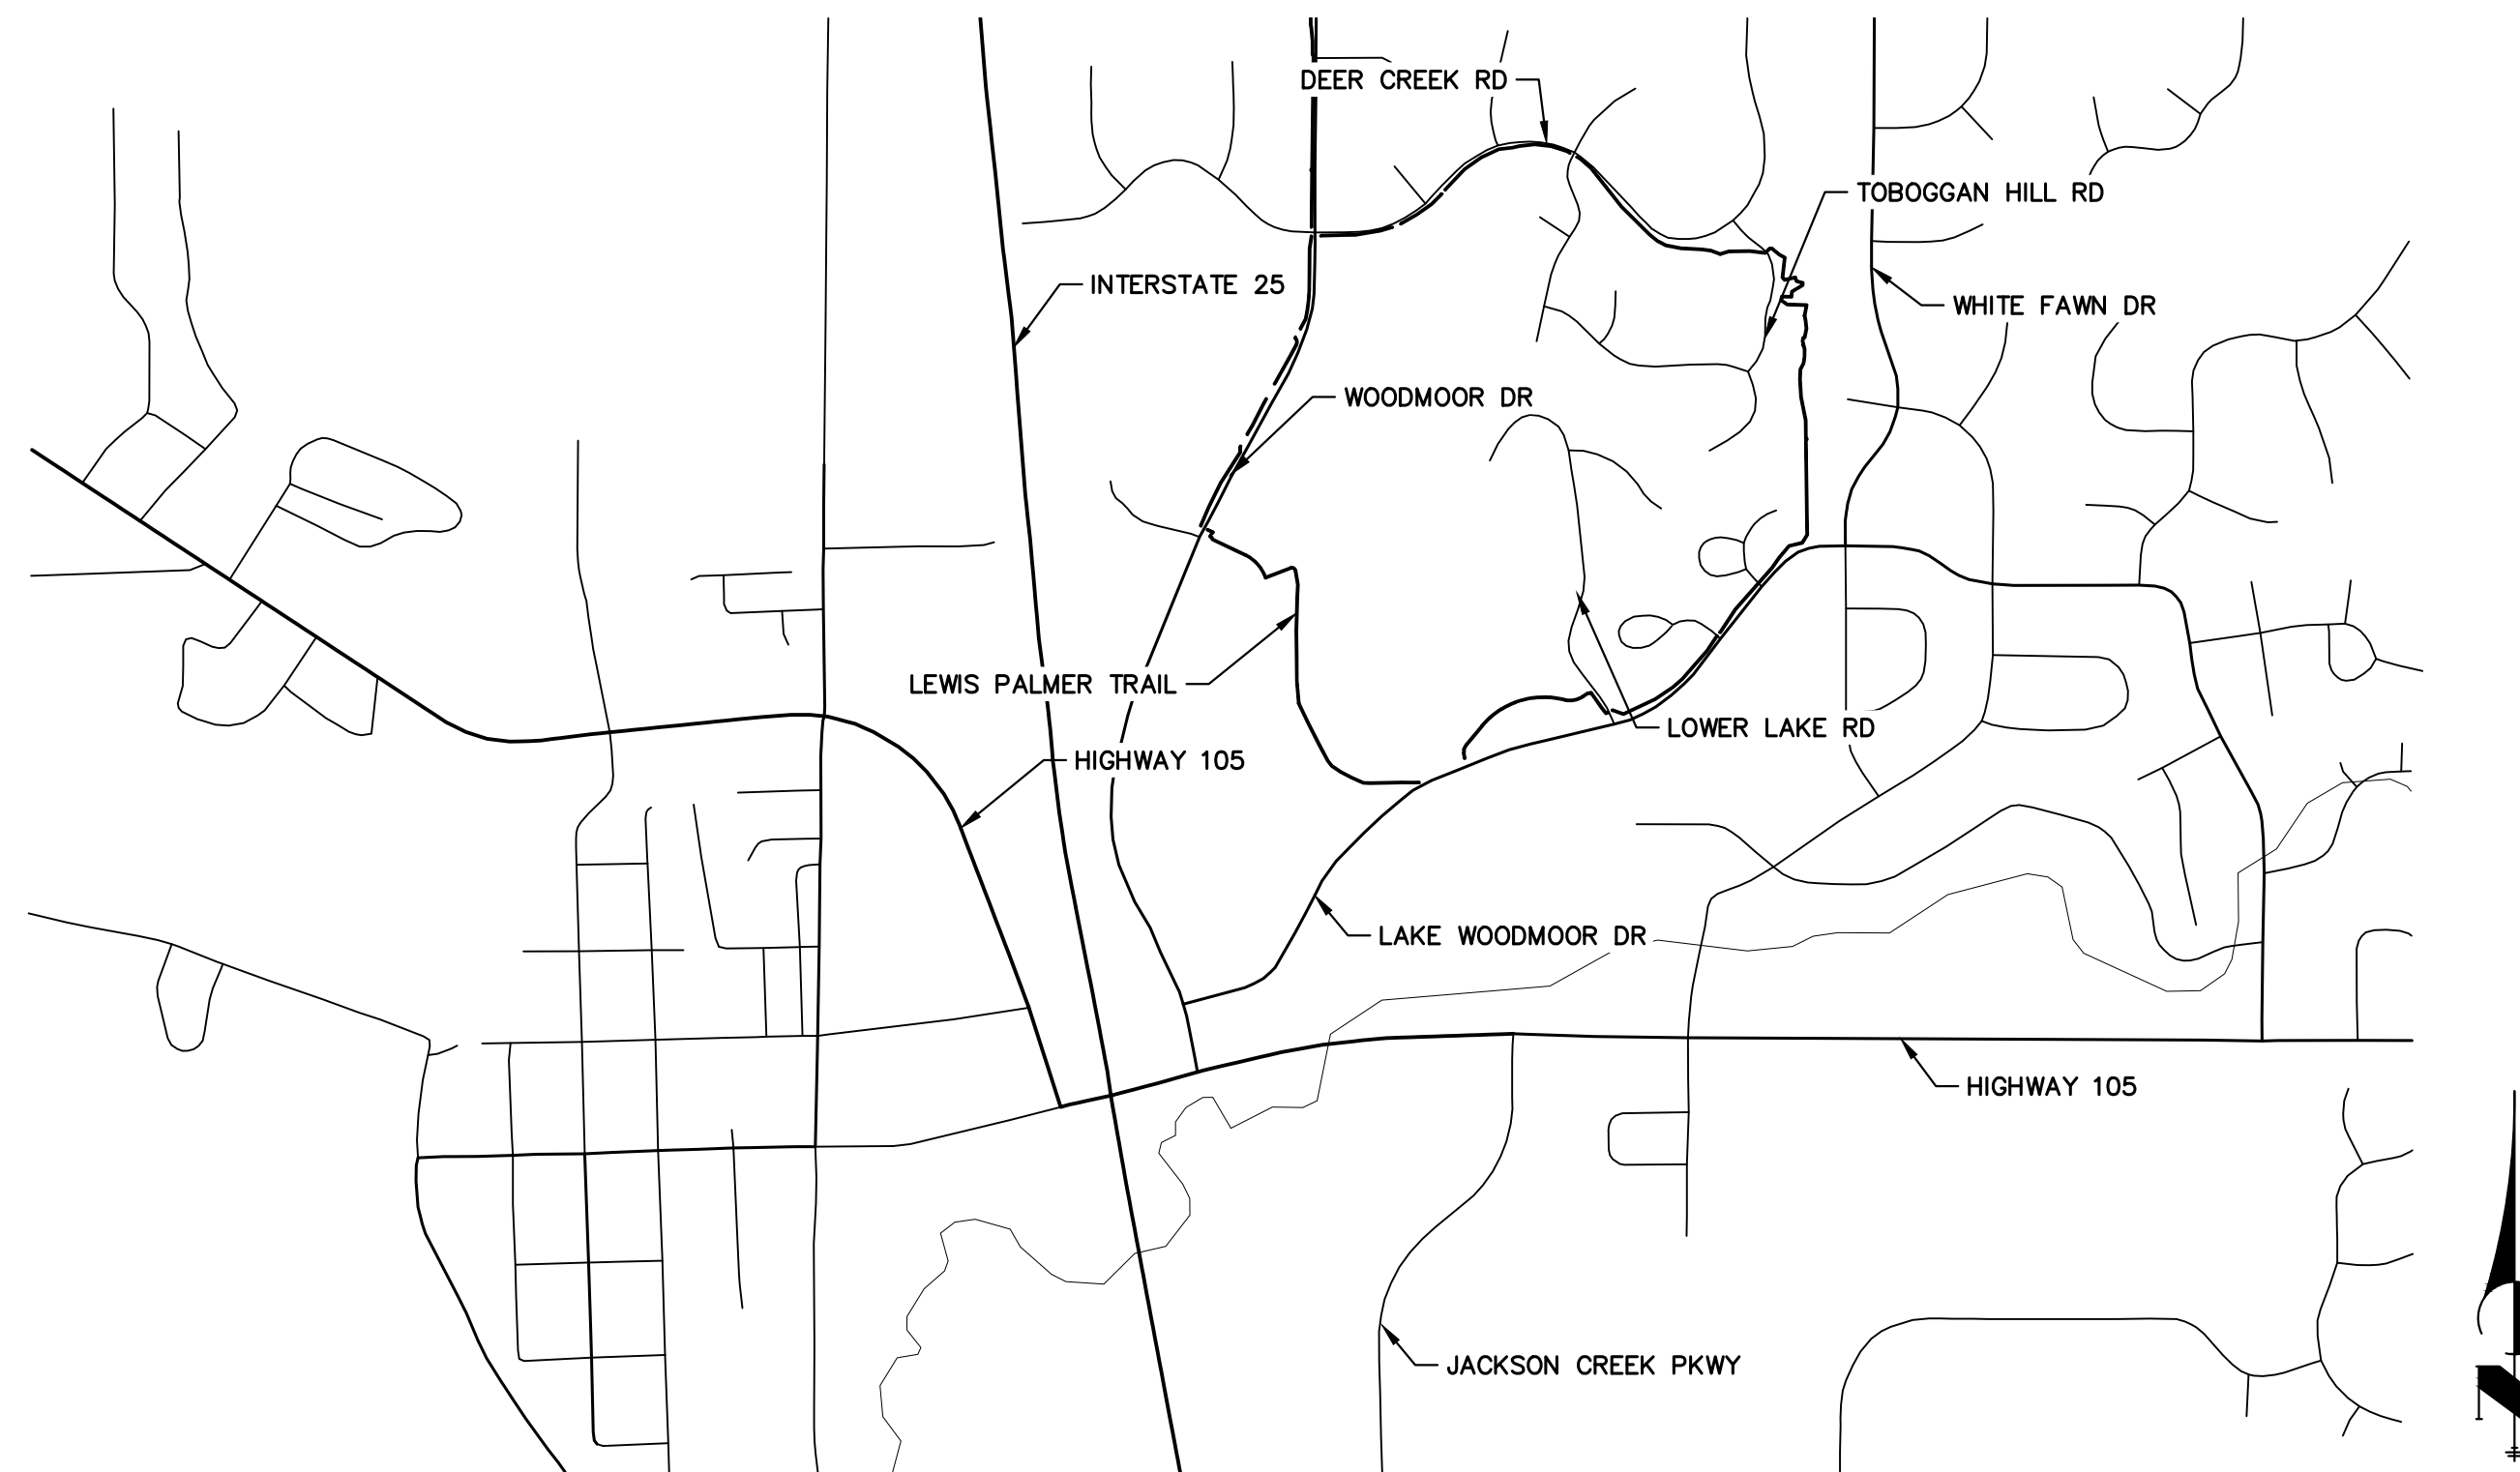 DEER CREEK RD
TOBOGGAN HILL RD
INTERSTATE 25
WHITE FAWN DR
WOODMOOR DR
LEWIS PALMER TRAIL
LOWER LAKE RD
HIGHWAY 105
LAKE WOODMOOR DR
HIGHWAY 105
JACKSON CREEK PKWY
N